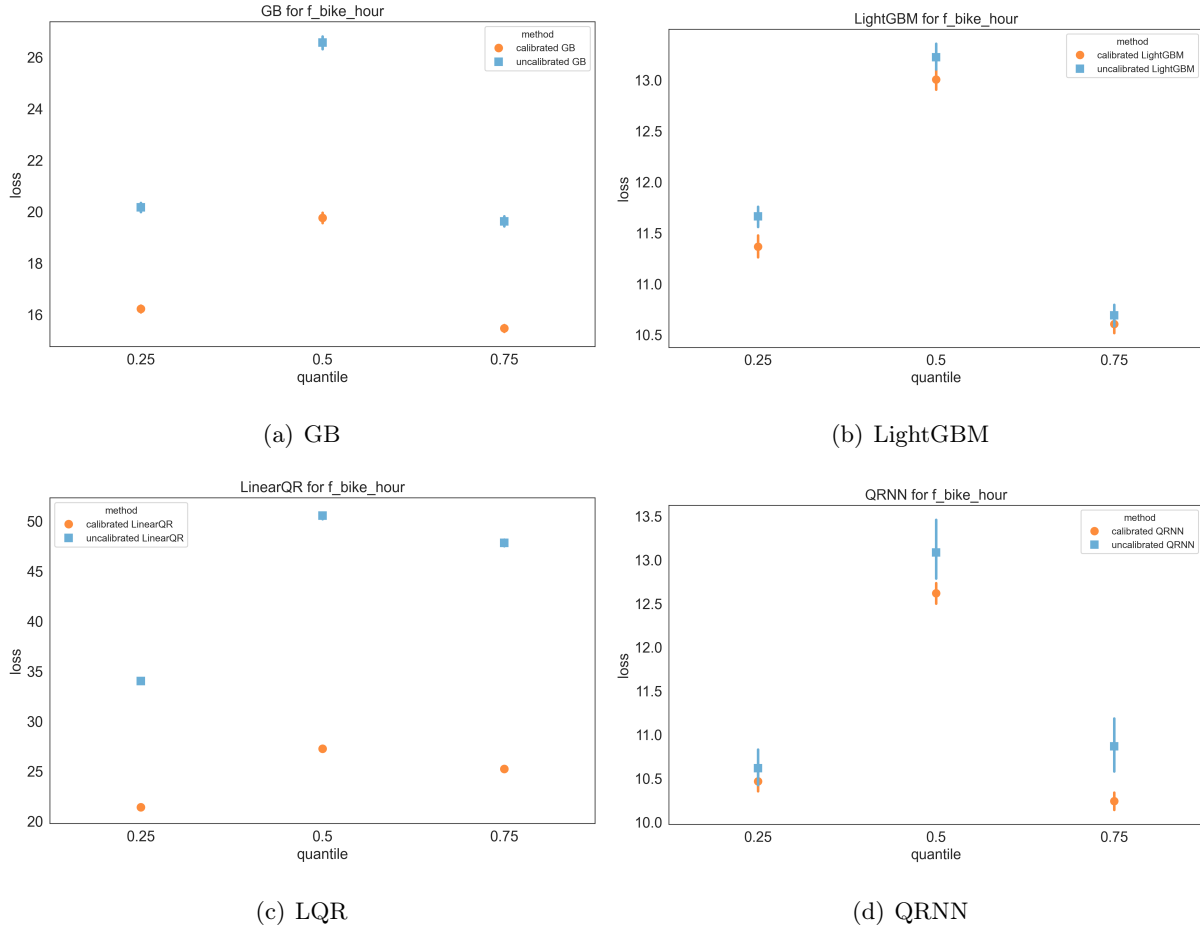 GB for f_bike_hour
method
calibrated GB
uncalibrated GB
26
24
22
20
18
16
loss
0.25 0.5 0.75
quantile
(a) GB
LightGBM for f_bike_hour
method
calibrated LightGBM
uncalibrated LightGBM
13.0
12.5
12.0
11.5
11.0
10.5
loss
0.25 0.5 0.75
quantile
(b) LightGBM
LinearQR for f_bike_hour
method
calibrated LinearQR
uncalibrated LinearQR
50
45
40
35
30
25
20
loss
0.25 0.5 0.75
quantile
(c) LQR
QRNN for f_bike_hour
method
calibrated QRNN
uncalibrated QRNN
13.5
13.0
12.5
12.0
11.5
11.0
10.5
10.0
loss
0.25 0.5 0.75
quantile
(d) QRNN